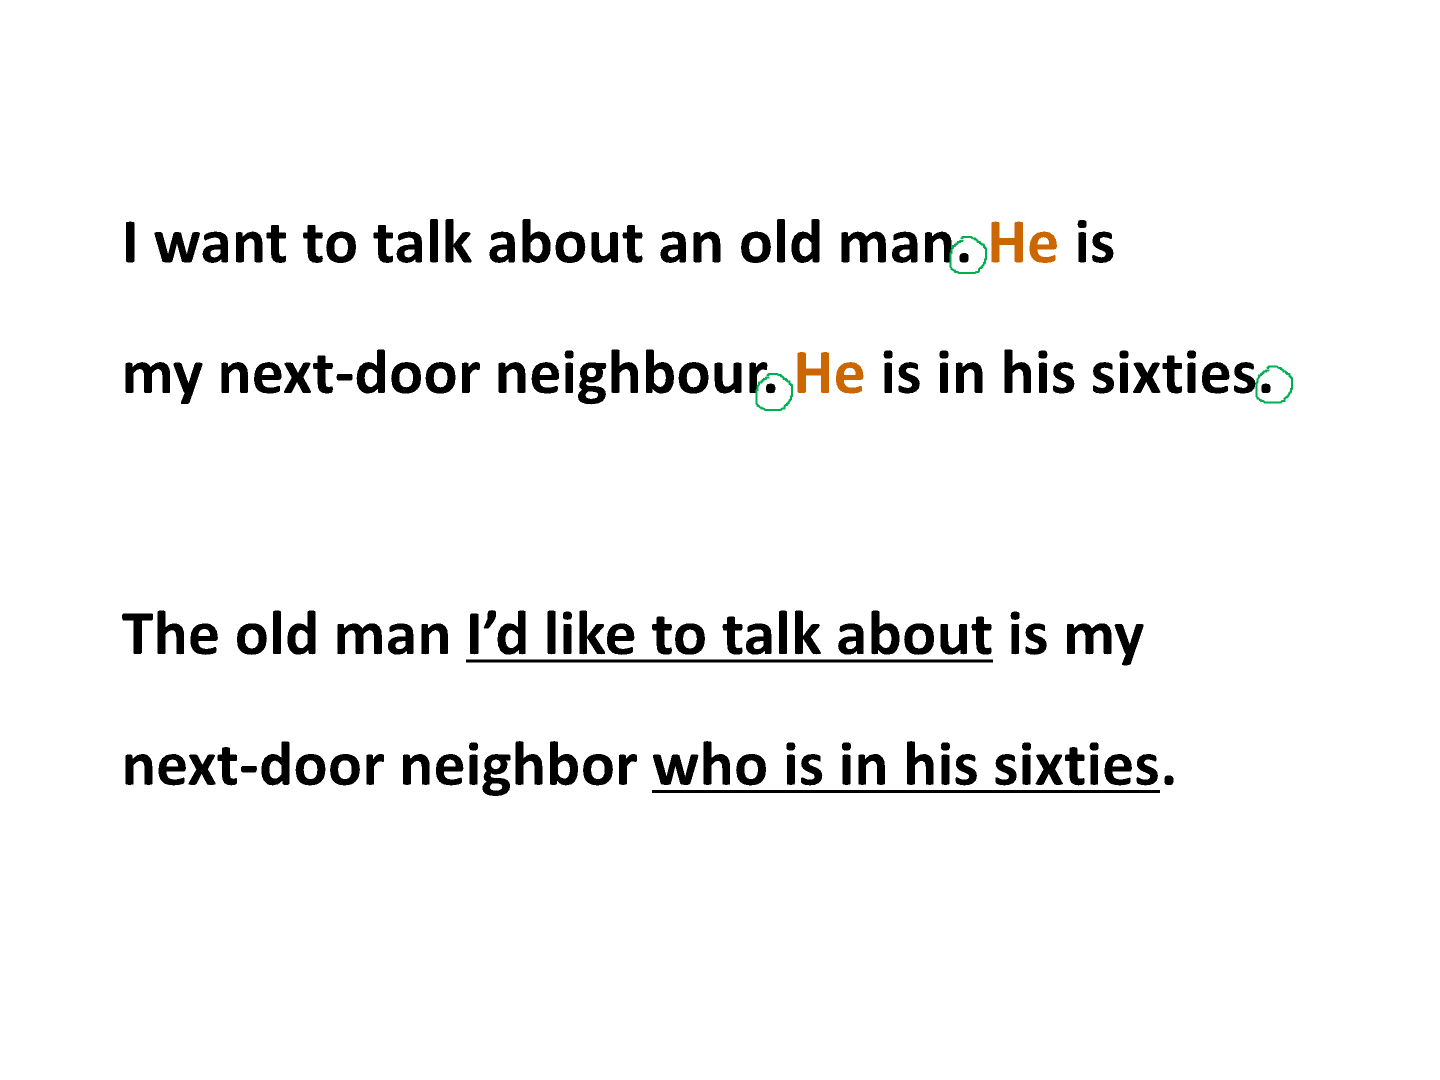 I want to talk about an old man. He is
my next-door neighbour. He is in his sixties.
The old man I’d like to talk about is my
next-door neighbor who is in his sixties.